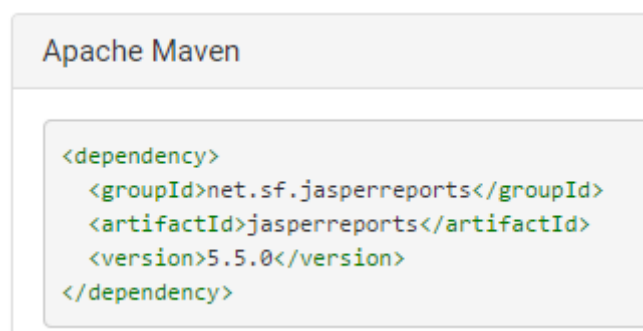 Apache Maven
<dependency>
  <groupId>net.sf.jasperreports</groupId>
  <artifactId>jasperreports</artifactId>
  <version>5.5.0</version>
</dependency>